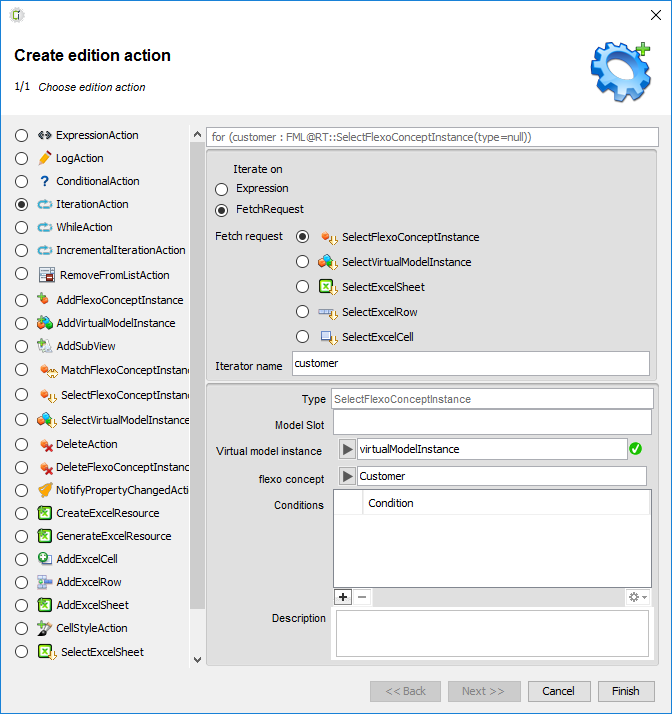 Create edition action
1/1 Choose edition action
ExpressionAction
LogAction
ConditionalAction
IterationAction
WhileAction
IncrementalIterationAction
RemoveFromListAction
AddFlexoConceptInstance
AddVirtualModelInstance
AddSubView
MatchFlexoConceptInstan
SelectFlexoConceptInstan
SelectVirtualModelInstance
DeleteAction
DeleteFlexoConceptInstanc
NotifyPropertyChangedActi
CreateExcelResource
GenerateExcelResource
AddExcelCell
AddExcelRow
AddExcelSheet
CellStyleAction
SelectExcelSheet
for (customer : FML@RT::SelectFlexoConceptInstance(type=null))
Iterate on
Expression
FetchRequest
Fetch request
SelectFlexoConceptInstance
SelectVirtualModelInstance
SelectExcelSheet
SelectExcelRow
SelectExcelCell
Iterator name customer
Type SelectFlexoConceptInstance
Model Slot
Virtual model instance virtualModelInstance
flexo concept Customer
Conditions Condition
Description
<< Back Next >> Cancel Finish